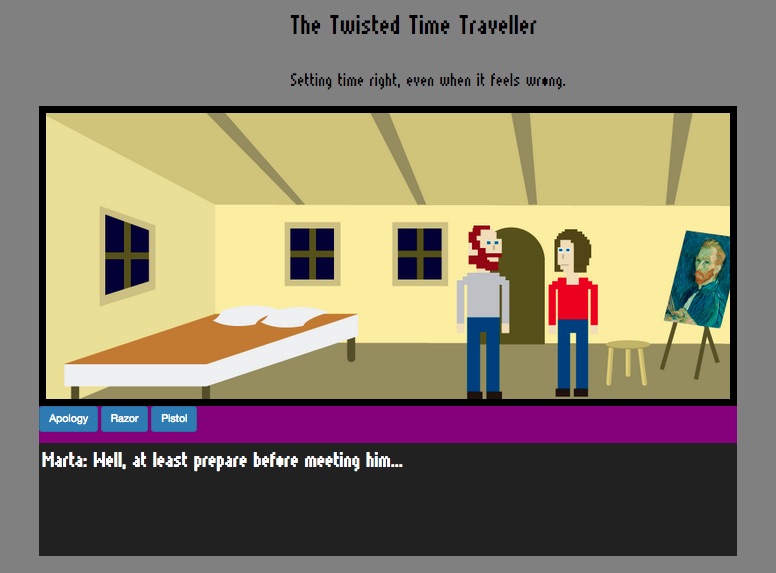 The Twisted Time Traveller
Setting time right, even when it feels wrong.
Apology Razor Pistol
Marta: Well, at least prepare before meeting him...